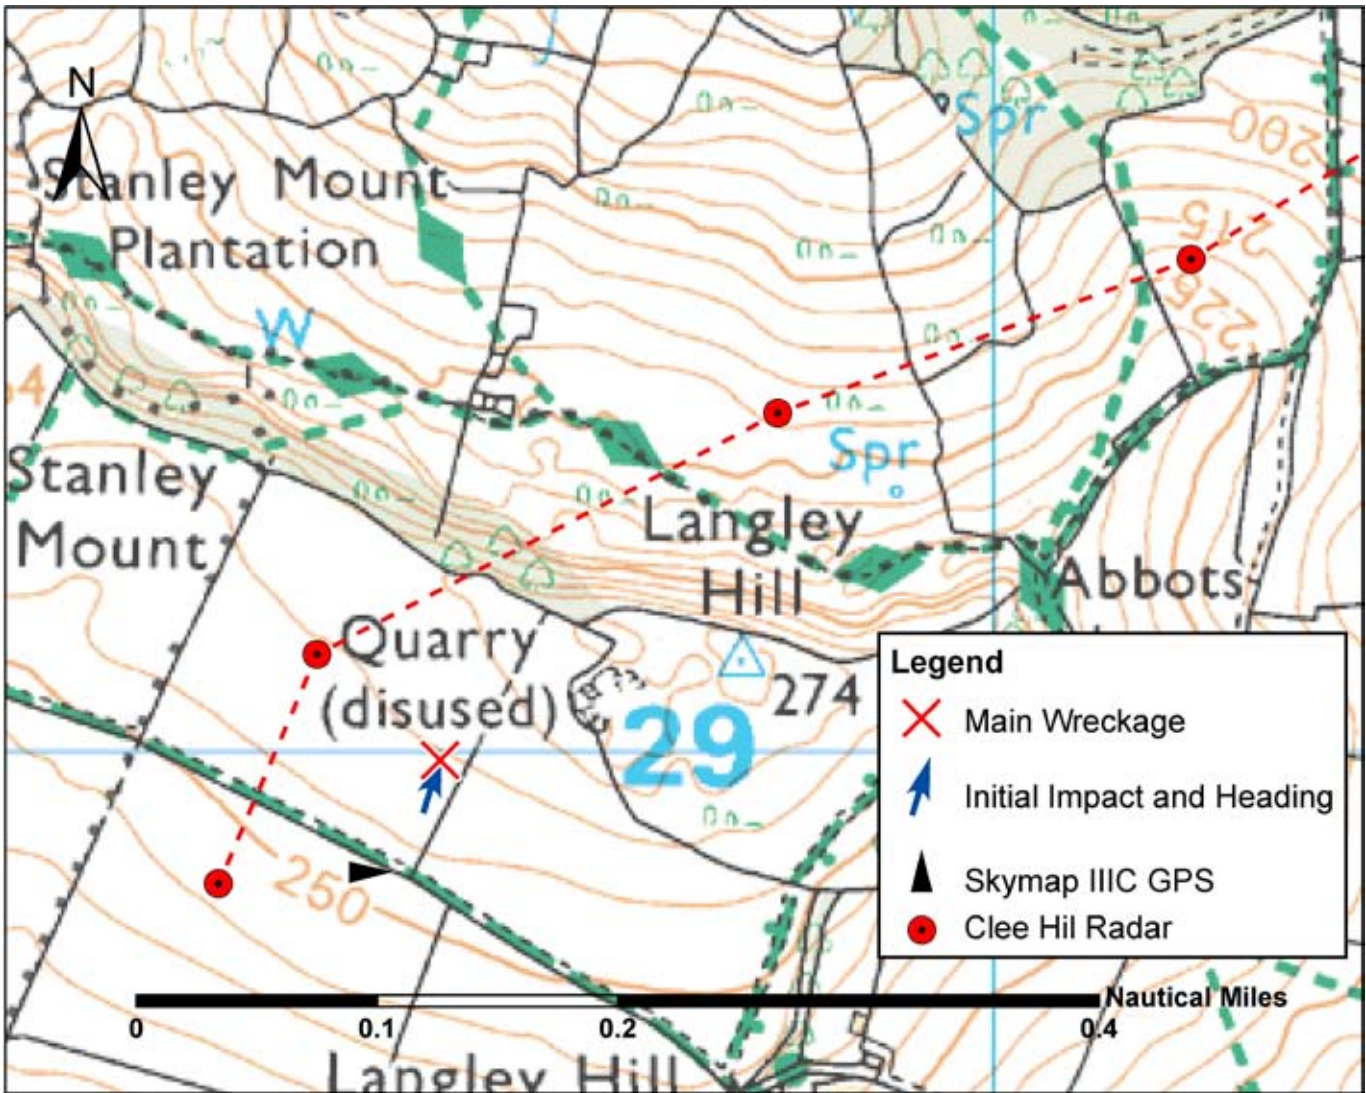 N
Spr
200
Stanley Mount
Plantation
215
225
W
Spr
Stanley
Mount
Langley
Hill
Abbots
Quarry
(disused)
274
29
250
Legend
Main Wreckage
Initial Impact and Heading
Skymap IIIC GPS
Clee Hil Radar
Nautical Miles
0 0.1 0.2 0.4
Langley Hill